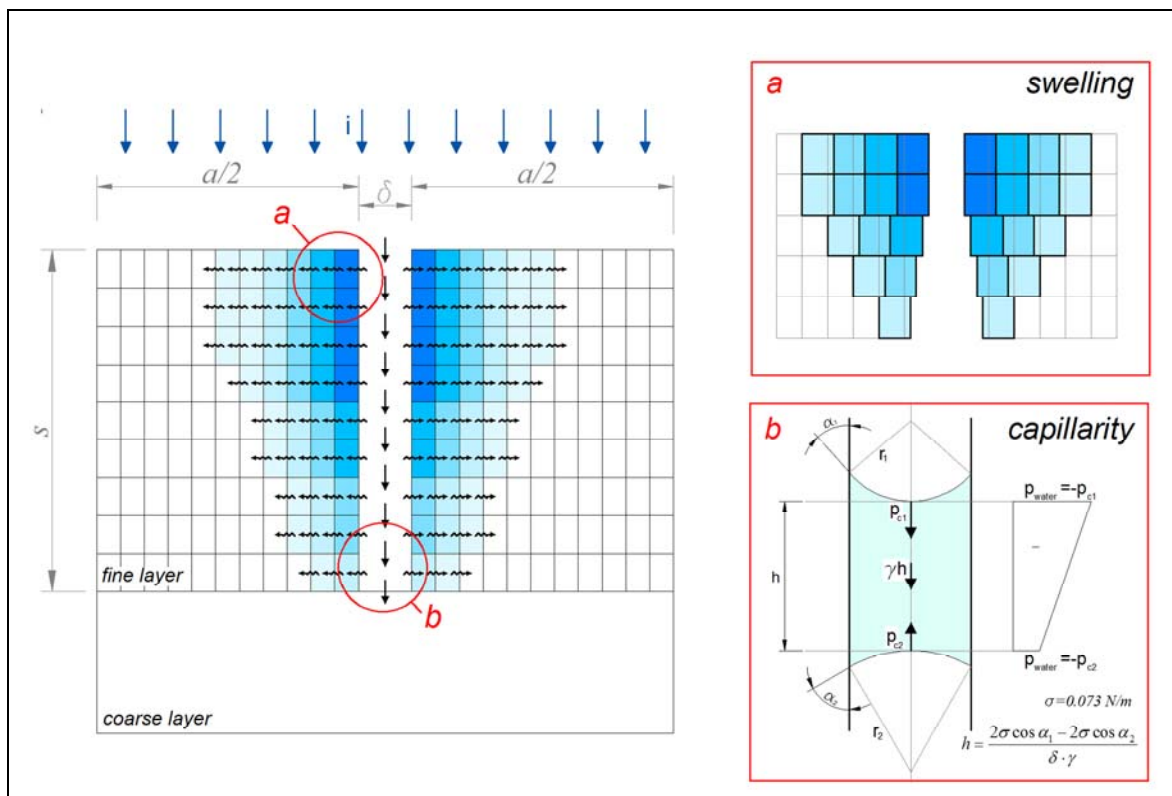 i
a/2
δ
a/2
a
s
fine layer
b
coarse layer
a
swelling
b
capillarity
α₁
r₁
p_water =-p_c1
p_c1
h
γh
–
p_c2
p_water =-p_c2
α₂
σ=0.073 N/m
r₂
h = (2σ cos α₁ − 2σ cos α₂) / (δ · γ)